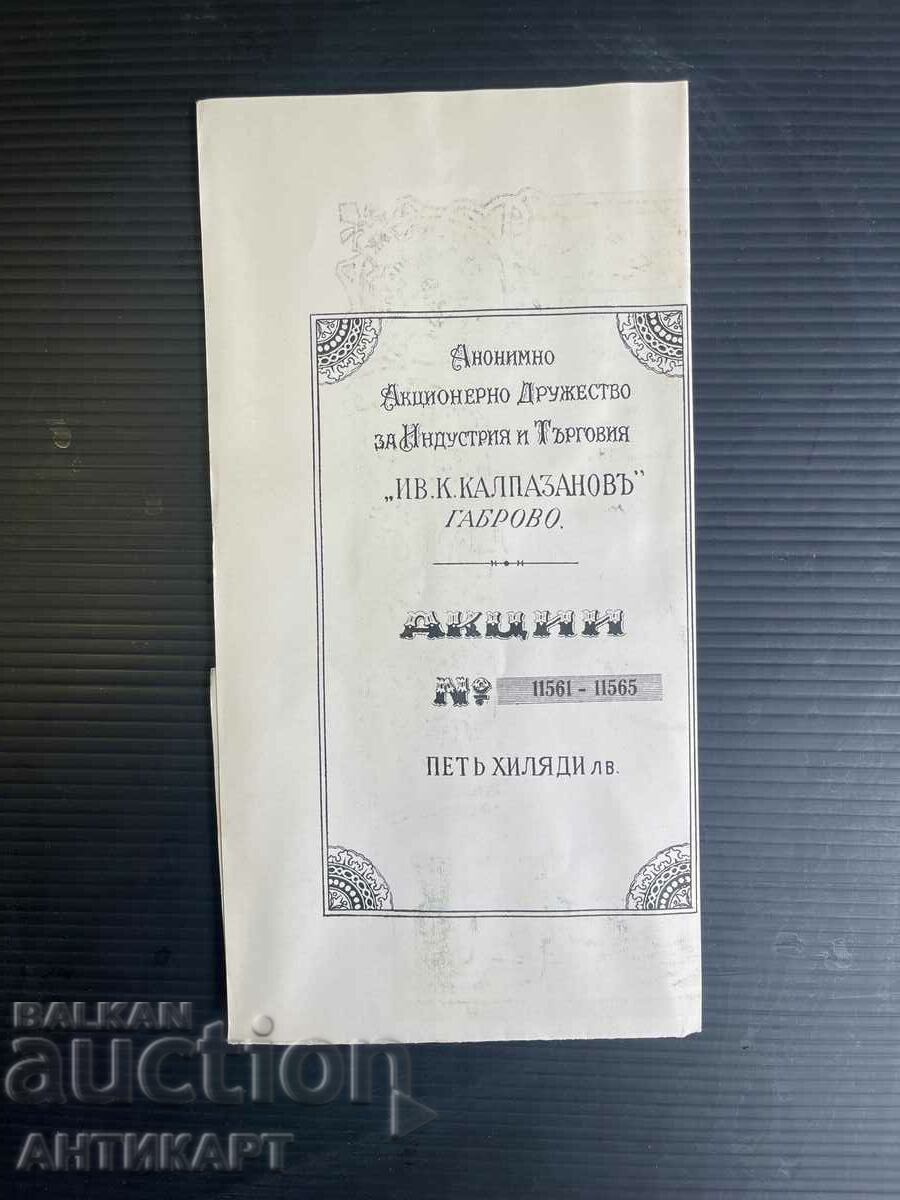 Анонимно
Акционерно Дружество
за Индустрия и Търговия
„ИВ.К.КАЛПАЗАНОВЪ"
ГАБРОВО.
АКЦИИ
№ 11561 - 11565
ПЕТЬ ХИЛЯДИ лв.
BALKAN
auction
АНТИКАРТ